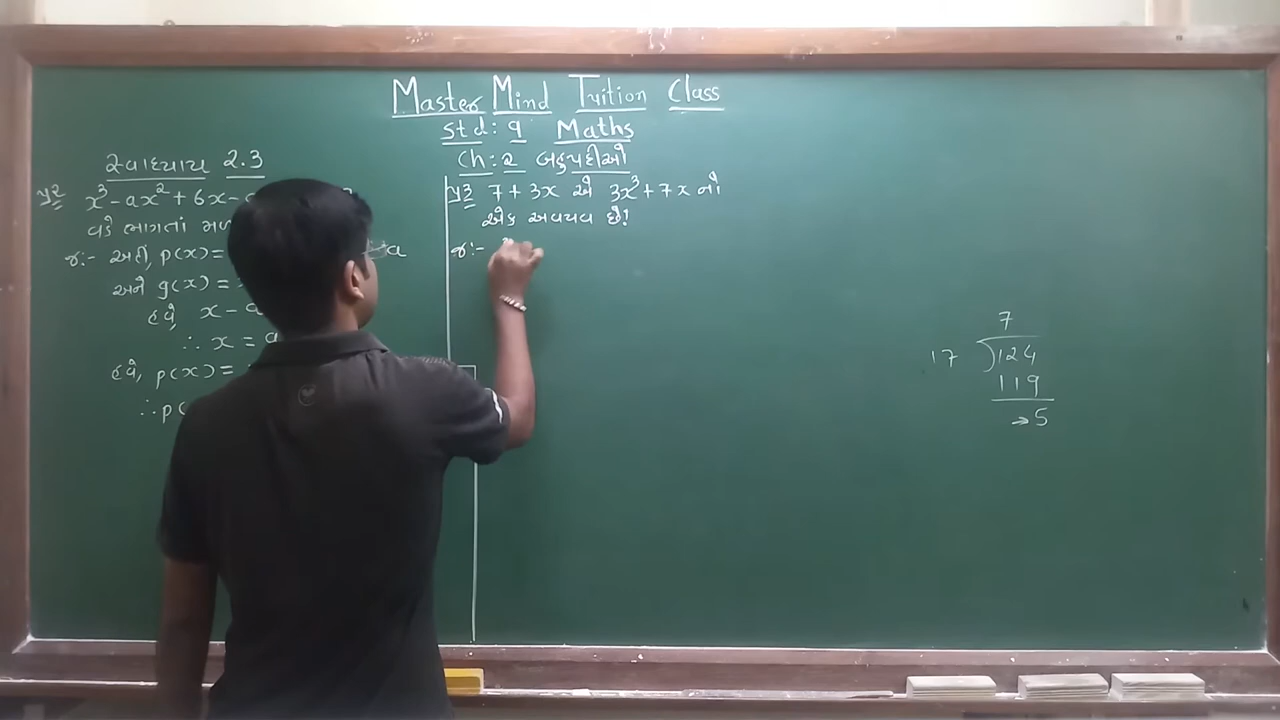 Master Mind Tuition Class
Std: 9 Maths
Ch: 2 બહુપદીઓ
સ્વાધ્યાય 2.3
પ્ર૨ x³ - ax² + 6x -
વડે ભાગતાં
જ:- અહીં, p(x) = a
અને g(x) =
હવે, x - a
∴ x = a
હવે, p(x) =
∴ p(
પ્ર૩ 7 + 3x એ 3x³ + 7x નો
એક અવયવ છે!
જ:-
7
17 ) 124
119
→ 5